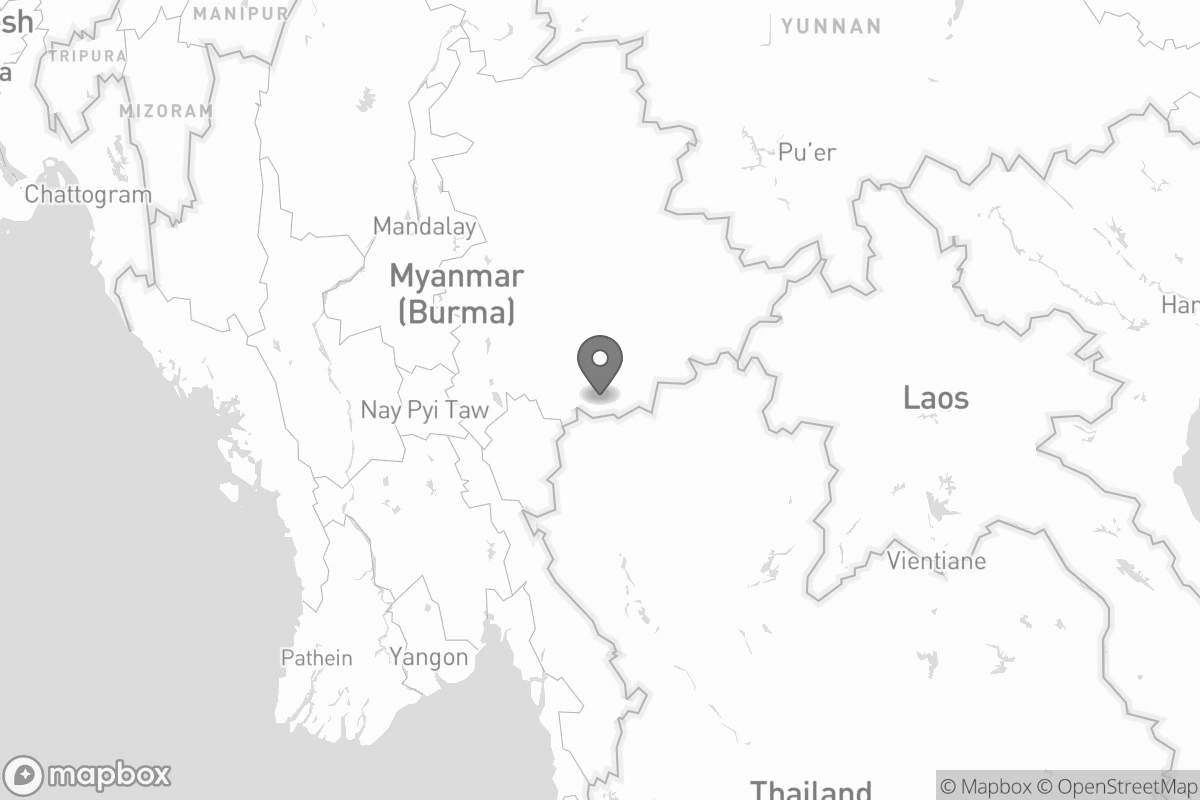 MANIPUR
sh
YUNNAN
TRIPURA
a
MIZORAM
Pu’er
Chattogram
Mandalay
Myanmar
(Burma)
Han
Laos
Nay Pyi Taw
Vientiane
Pathein
Yangon
Thailand
mapbox
© Mapbox © OpenStreetMap